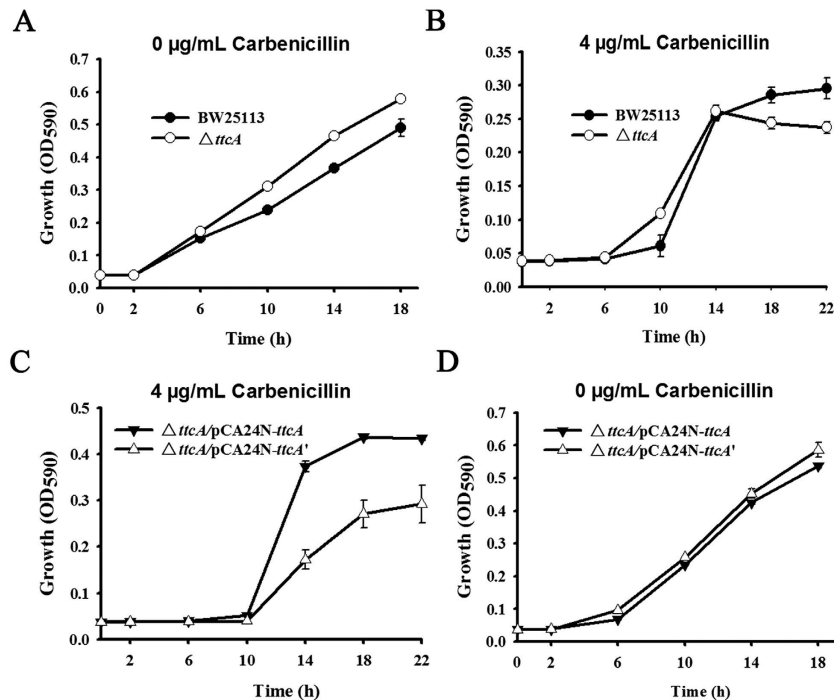 A
0 µg/mL Carbenicillin
BW25113
△ttcA
Growth (OD590)
0.7
0.6
0.5
0.4
0.3
0.2
0.1
0.0
0 2 6 10 14 18
Time (h)
B
4 µg/mL Carbenicillin
BW25113
△ttcA
Growth (OD590)
0.35
0.30
0.25
0.20
0.15
0.10
0.05
0.00
2 6 10 14 18 22
Time (h)
C
4 µg/mL Carbenicillin
△ttcA/pCA24N-ttcA
△ttcA/pCA24N-ttcA'
Growth (OD590)
0.5
0.4
0.3
0.2
0.1
0.0
2 6 10 14 18 22
Time (h)
D
0 µg/mL Carbenicillin
△ttcA/pCA24N-ttcA
△ttcA/pCA24N-ttcA'
Growth (OD590)
0.7
0.6
0.5
0.4
0.3
0.2
0.1
0.0
0 2 6 10 14 18
Time (h)